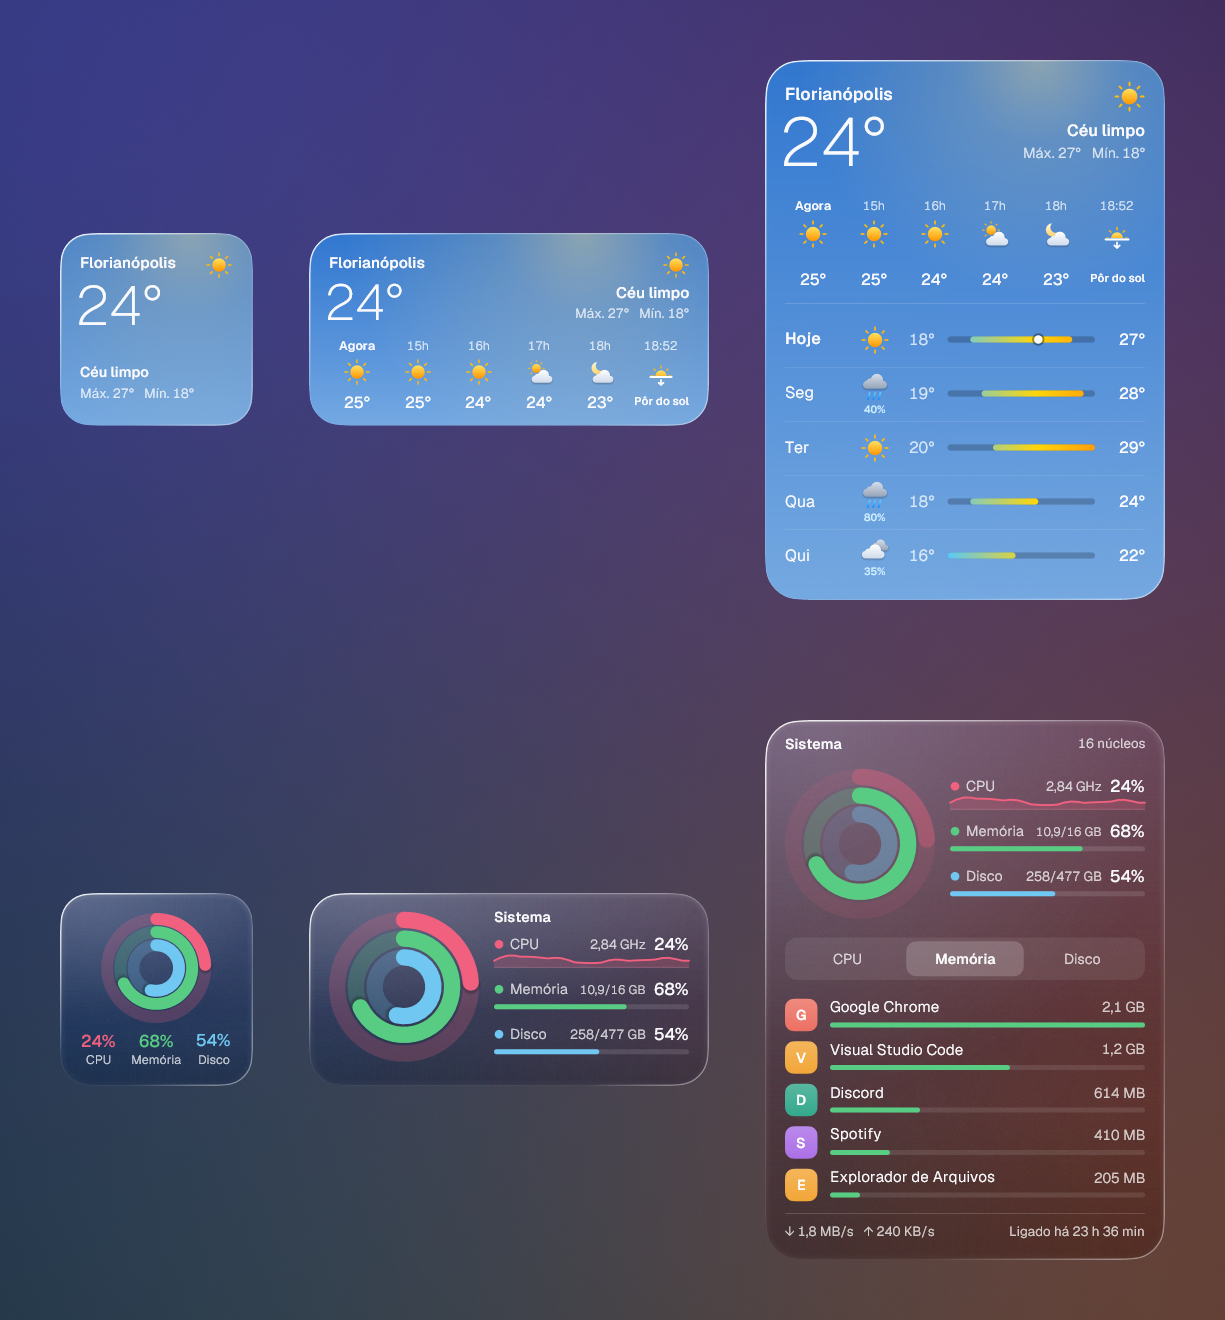 Florianópolis
24°
Céu limpo
Máx. 27° Mín. 18°
Florianópolis
24°
Céu limpo
Máx. 27° Mín. 18°
Agora 15h 16h 17h 18h 18:52
25° 25° 24° 24° 23° Pôr do sol
Florianópolis
24°
Céu limpo
Máx. 27° Mín. 18°
Agora 15h 16h 17h 18h 18:52
25° 25° 24° 24° 23° Pôr do sol
Hoje 18° 27°
Seg 40% 19° 28°
Ter 20° 29°
Qua 80% 18° 24°
Qui 35% 16° 22°
24% 68% 54%
CPU Memória Disco
Sistema
CPU 2,84 GHz 24%
Memória 10,9/16 GB 68%
Disco 258/477 GB 54%
Sistema 16 núcleos
CPU 2,84 GHz 24%
Memória 10,9/16 GB 68%
Disco 258/477 GB 54%
CPU Memória Disco
G Google Chrome 2,1 GB
V Visual Studio Code 1,2 GB
D Discord 614 MB
S Spotify 410 MB
E Explorador de Arquivos 205 MB
↓ 1,8 MB/s ↑ 240 KB/s Ligado há 23 h 36 min